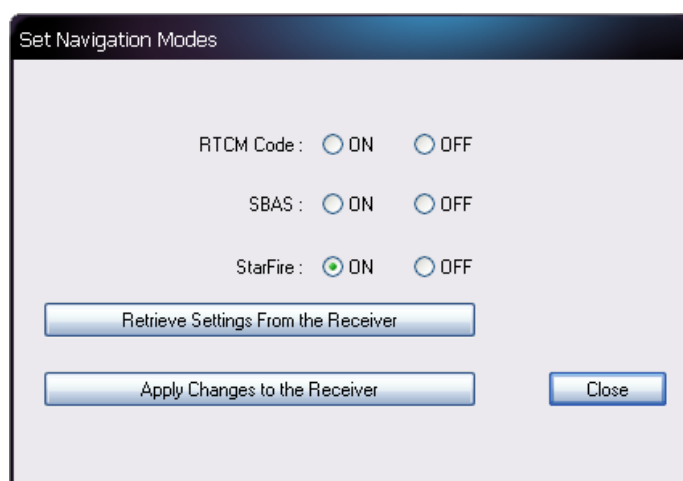 Set Navigation Modes
RTCM Code : ON OFF
SBAS : ON OFF
StarFire : ON OFF
Retrieve Settings From the Receiver
Apply Changes to the Receiver Close